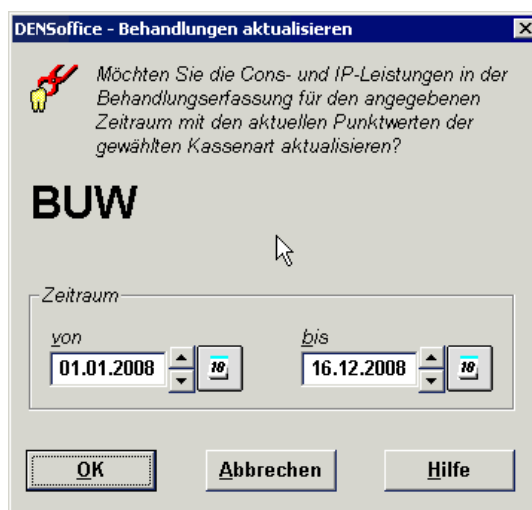 DENSoffice - Behandlungen aktualisieren
Möchten Sie die Cons- und IP-Leistungen in der
Behandlungserfassung für den angegebenen
Zeitraum mit den aktuellen Punktwerten der
gewählten Kassenart aktualisieren?
BUW
Zeitraum
von bis
01.01.2008 18 16.12.2008 18
OK Abbrechen Hilfe